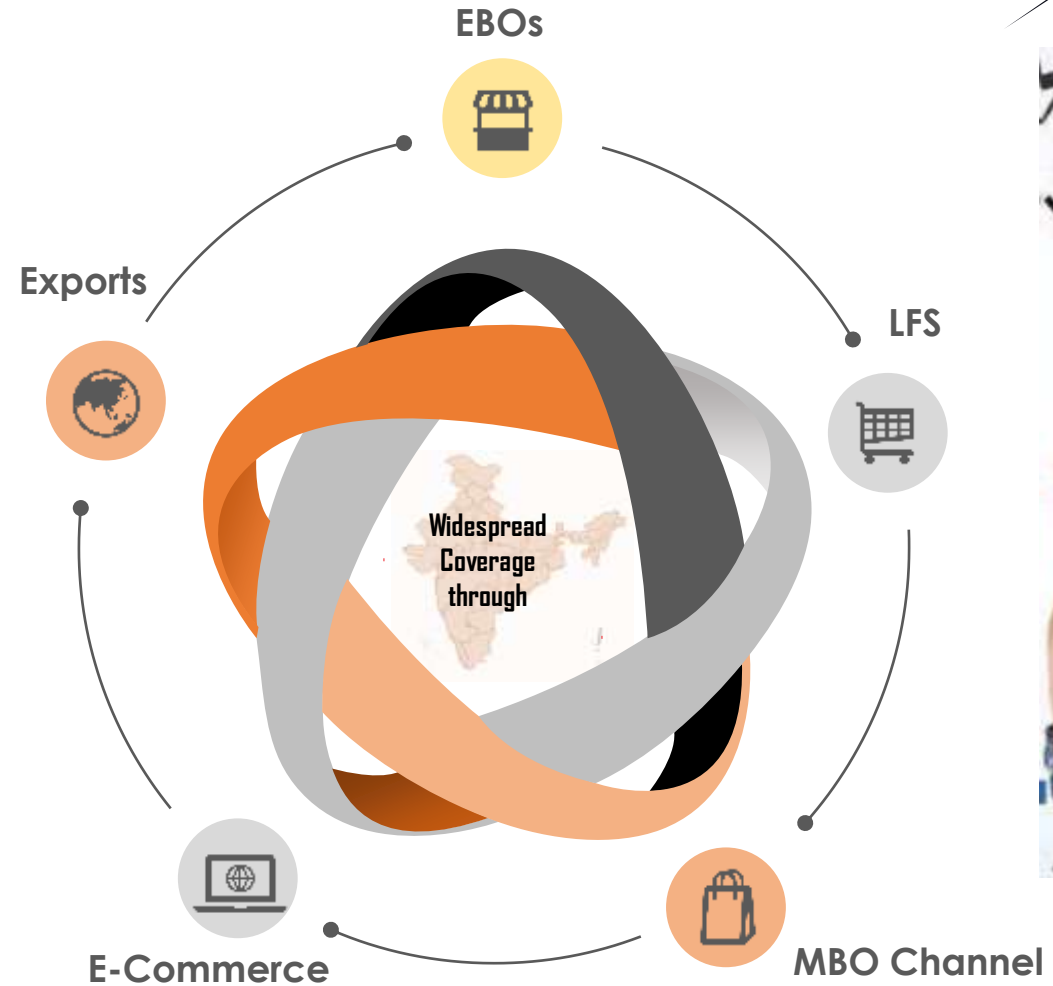 EBOs
Exports
LFS
Widespread
Coverage
through
E-Commerce
MBO Channel